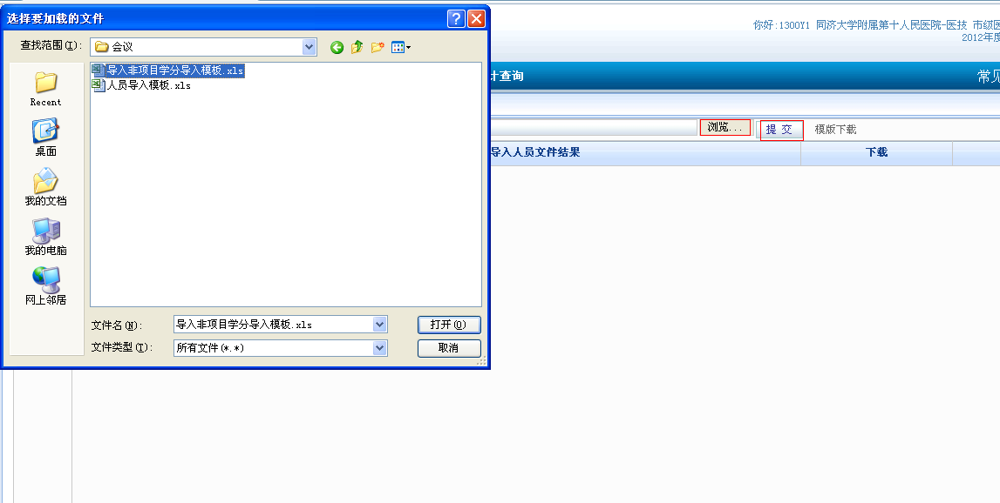 选择要加载的文件
查找范围(I):
会议
导入非项目学分导入模板.xls
人员导入模板.xls
Recent
桌面
我的文档
我的电脑
网上邻居
文件名(N):
导入非项目学分导入模板.xls
打开(O)
文件类型(T):
所有文件(*.*)
取消
你好:1300Y1 同济大学附属第十人民医院-医技 市级医
2012年度
计查询
常见
浏览...
提 交
模版下载
导入人员文件结果
下载